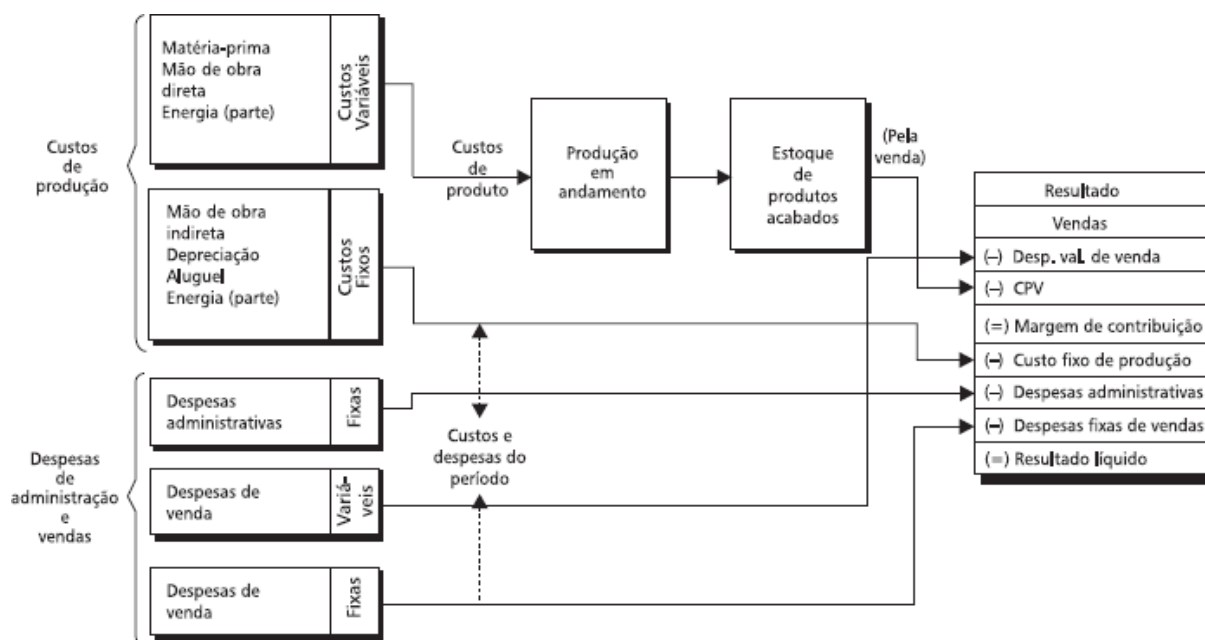 Custos
de
produção
Matéria-prima
Mão de obra
direta
Energia (parte)
Custos
Variáveis
Mão de obra
indireta
Depreciação
Aluguel
Energia (parte)
Custos
Fixos
Custos
de
produto
Produção
em
andamento
Estoque
de
produtos
acabados
(Pela
venda)
Despesas
de
administração
e
vendas
Despesas
administrativas
Fixas
Despesas de
venda
Variá-
veis
Despesas de
venda
Fixas
Custos e
despesas do
período
Resultado
Vendas
(–) Desp. val. de venda
(–) CPV
(=) Margem de contribuição
(–) Custo fixo de produção
(–) Despesas administrativas
(–) Despesas fixas de vendas
(=) Resultado líquido